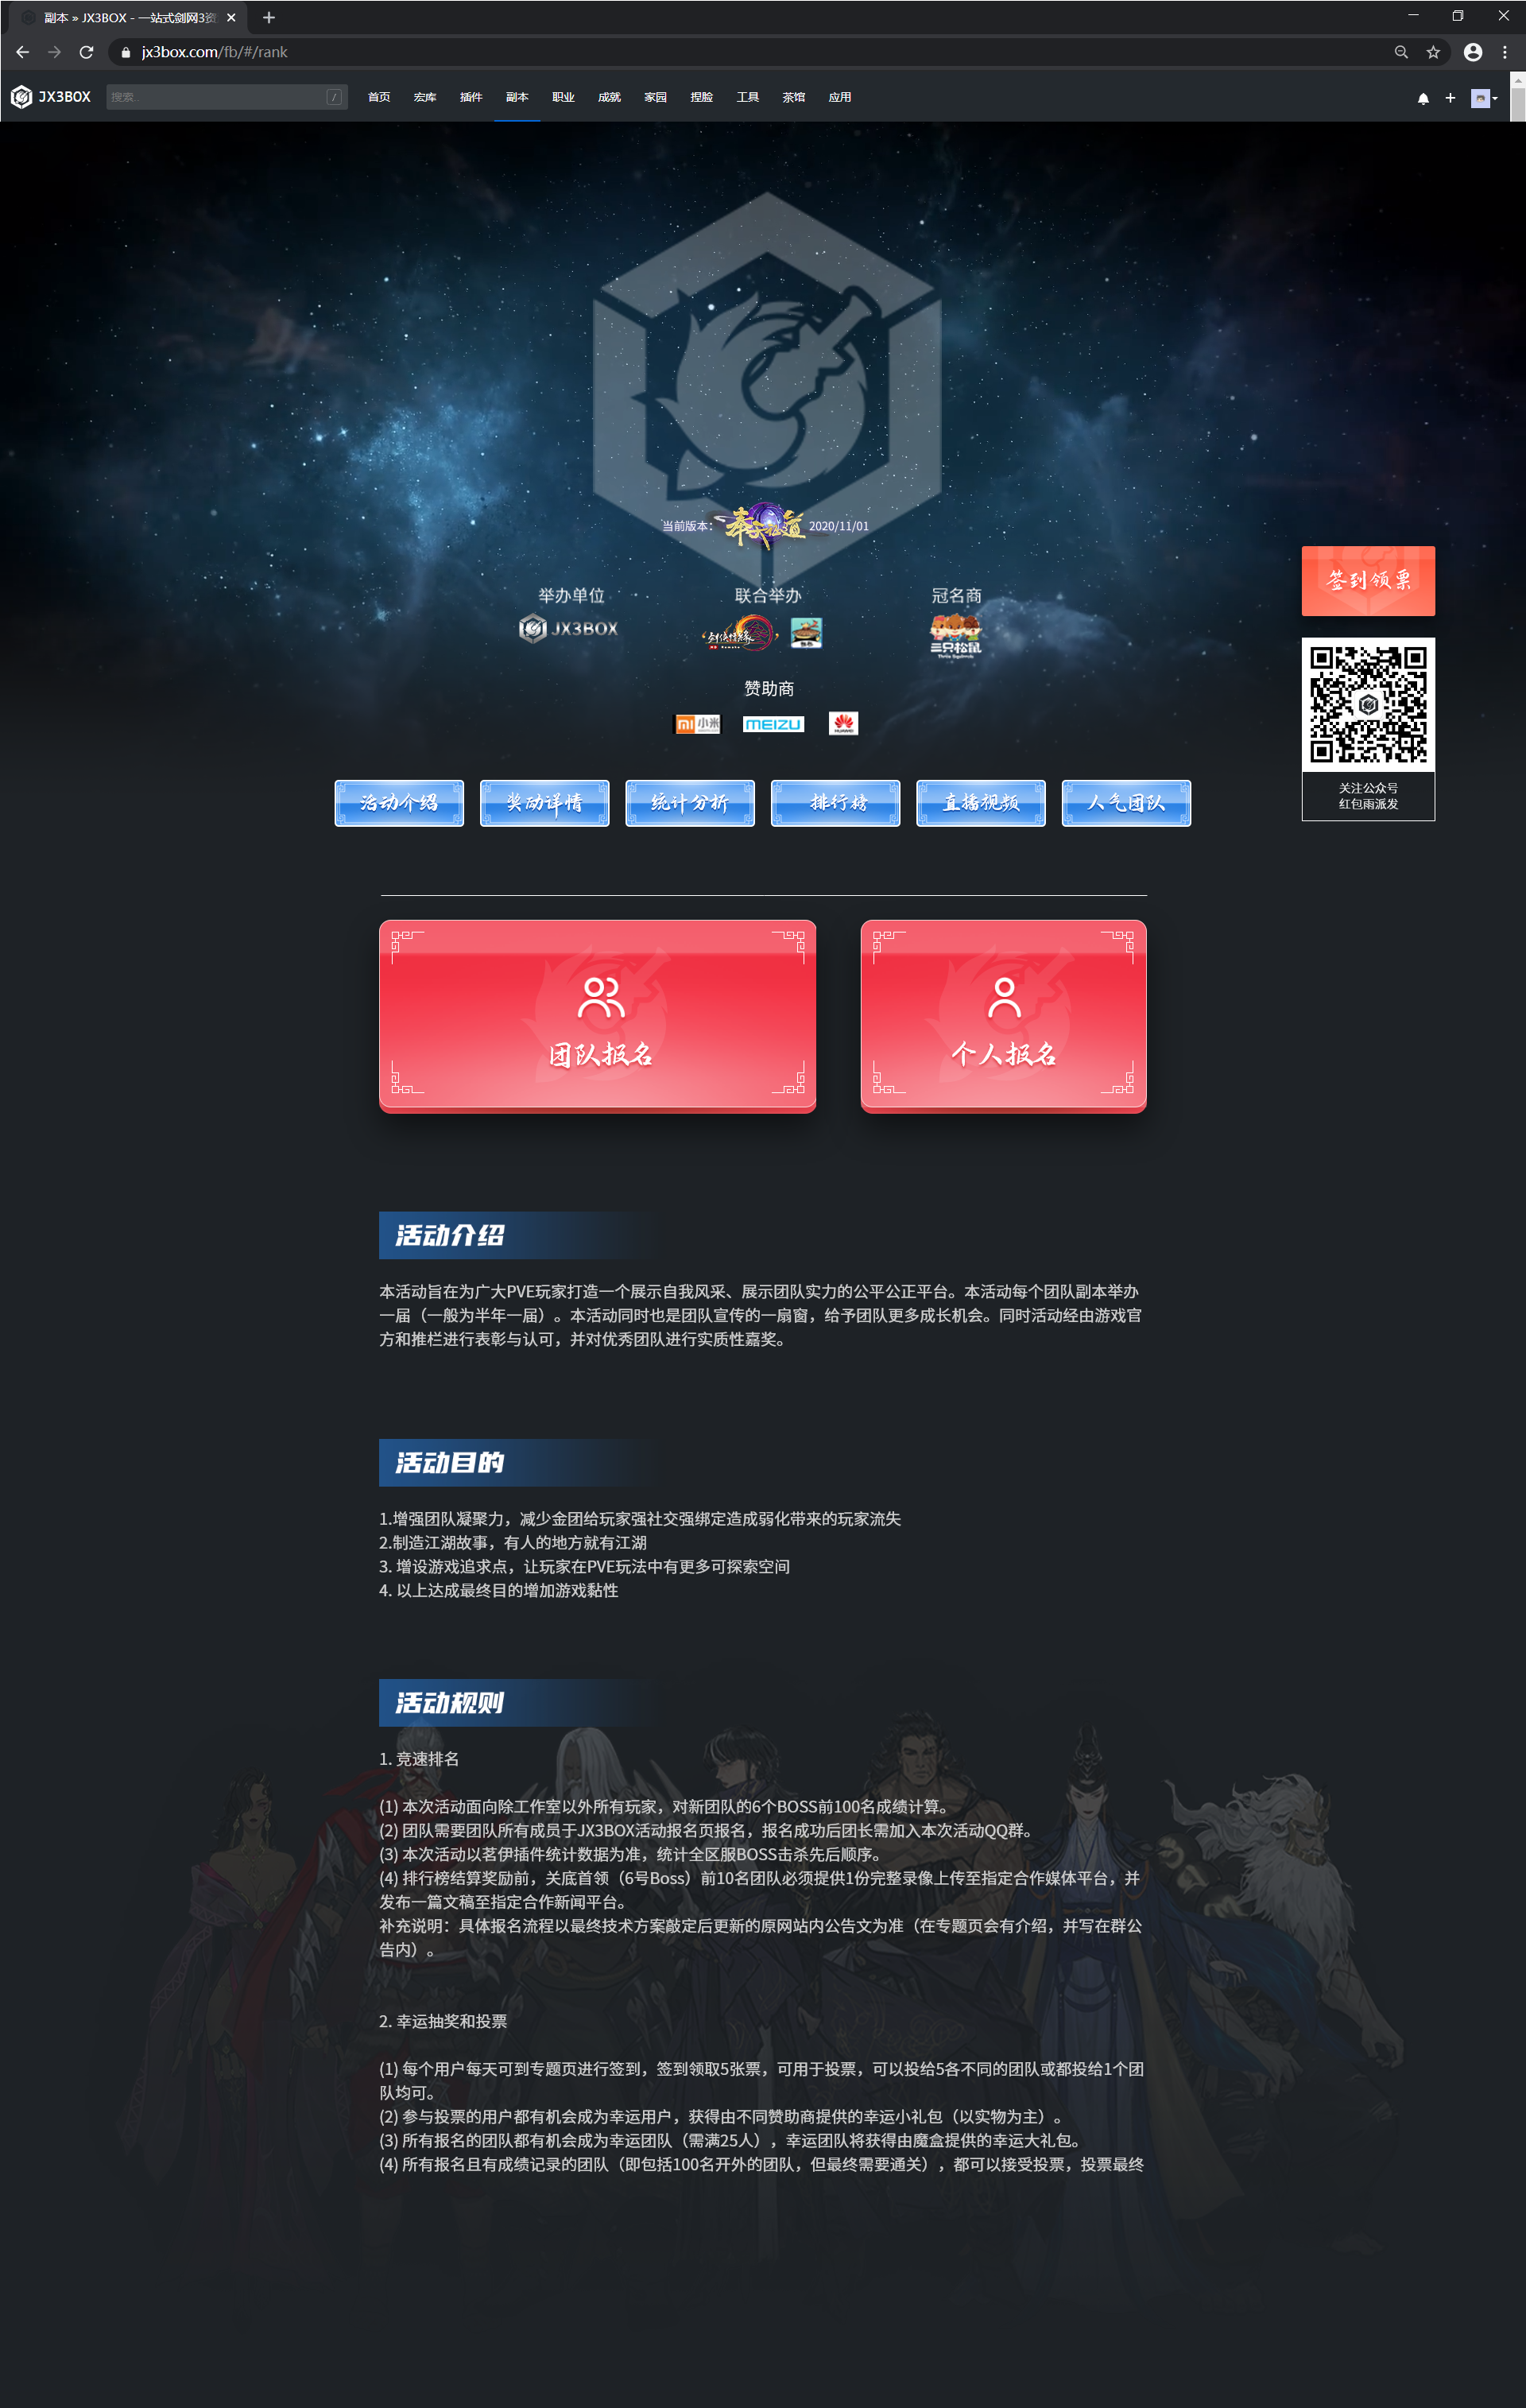 副本 » JX3BOX - 一站式剑网3资
jx3box.com/fb/#/rank
JX3BOX
搜索...
/
首页 宏库 插件 副本 职业 成就 家园 捏脸 工具 茶馆 应用
当前版本：
奉天证道
2020/11/01
举办单位 联合举办 冠名商
JX3BOX
剑侠情缘
三只松鼠
Three Squirrels
赞助商
小米
MEIZU
HUAWEI
签到领票
关注公众号
红包雨派发
活动介绍 奖励详情 统计分析 排行榜 直播视频 人气团队
团队报名 个人报名
活动介绍
本活动旨在为广大PVE玩家打造一个展示自我风采、展示团队实力的公平公正平台。本活动每个团队副本举办
一届（一般为半年一届）。本活动同时也是团队宣传的一扇窗，给予团队更多成长机会。同时活动经由游戏官
方和推栏进行表彰与认可，并对优秀团队进行实质性嘉奖。
活动目的
1.增强团队凝聚力，减少金团给玩家强社交强绑定造成弱化带来的玩家流失
2.制造江湖故事，有人的地方就有江湖
3. 增设游戏追求点，让玩家在PVE玩法中有更多可探索空间
4. 以上达成最终目的增加游戏黏性
活动规则
1. 竞速排名
(1) 本次活动面向除工作室以外所有玩家，对新团队的6个BOSS前100名成绩计算。
(2) 团队需要团队所有成员于JX3BOX活动报名页报名，报名成功后团长需加入本次活动QQ群。
(3) 本次活动以茗伊插件统计数据为准，统计全区服BOSS击杀先后顺序。
(4) 排行榜结算奖励前，关底首领（6号Boss）前10名团队必须提供1份完整录像上传至指定合作媒体平台，并
发布一篇文稿至指定合作新闻平台。
补充说明：具体报名流程以最终技术方案敲定后更新的原网站内公告文为准（在专题页会有介绍，并写在群公
告内）。
2. 幸运抽奖和投票
(1) 每个用户每天可到专题页进行签到，签到领取5张票，可用于投票，可以投给5各不同的团队或都投给1个团
队均可。
(2) 参与投票的用户都有机会成为幸运用户，获得由不同赞助商提供的幸运小礼包（以实物为主）。
(3) 所有报名的团队都有机会成为幸运团队（需满25人），幸运团队将获得由魔盒提供的幸运大礼包。
(4) 所有报名且有成绩记录的团队（即包括100名开外的团队，但最终需要通关），都可以接受投票，投票最终